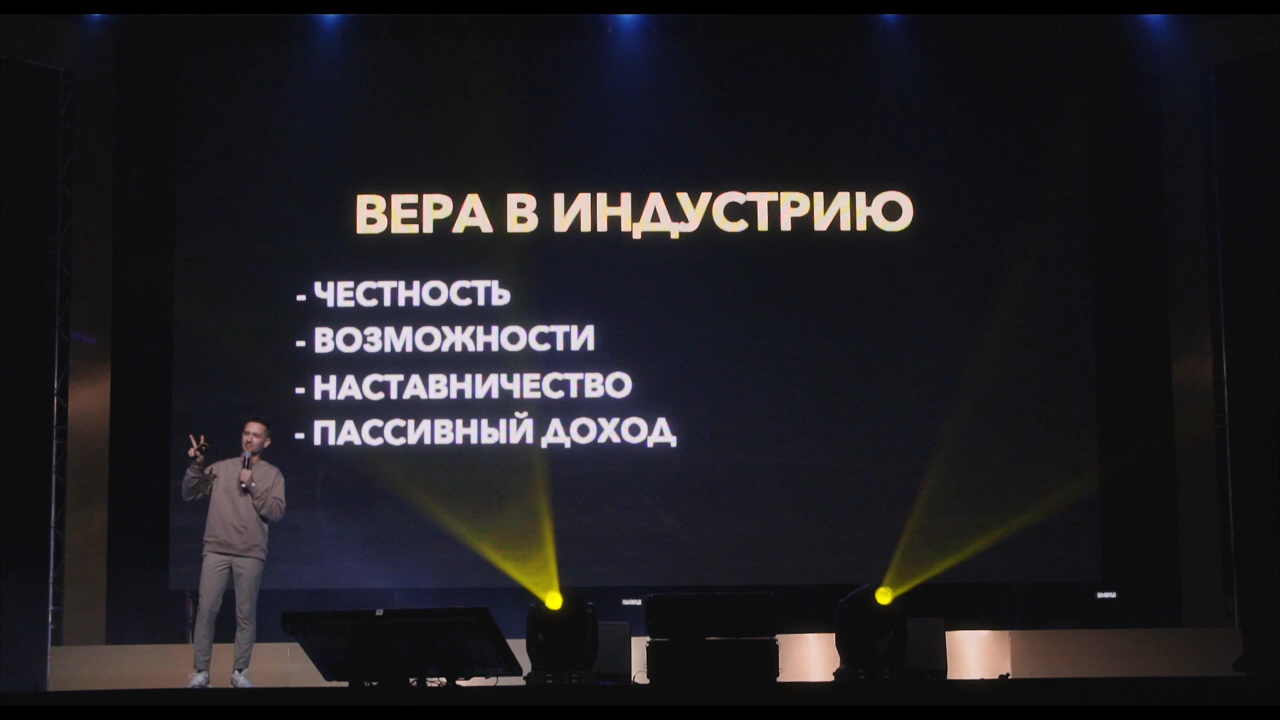 ВЕРА В ИНДУСТРИЮ
- ЧЕСТНОСТЬ
- ВОЗМОЖНОСТИ
- НАСТАВНИЧЕСТВО
- ПАССИВНЫЙ ДОХОД